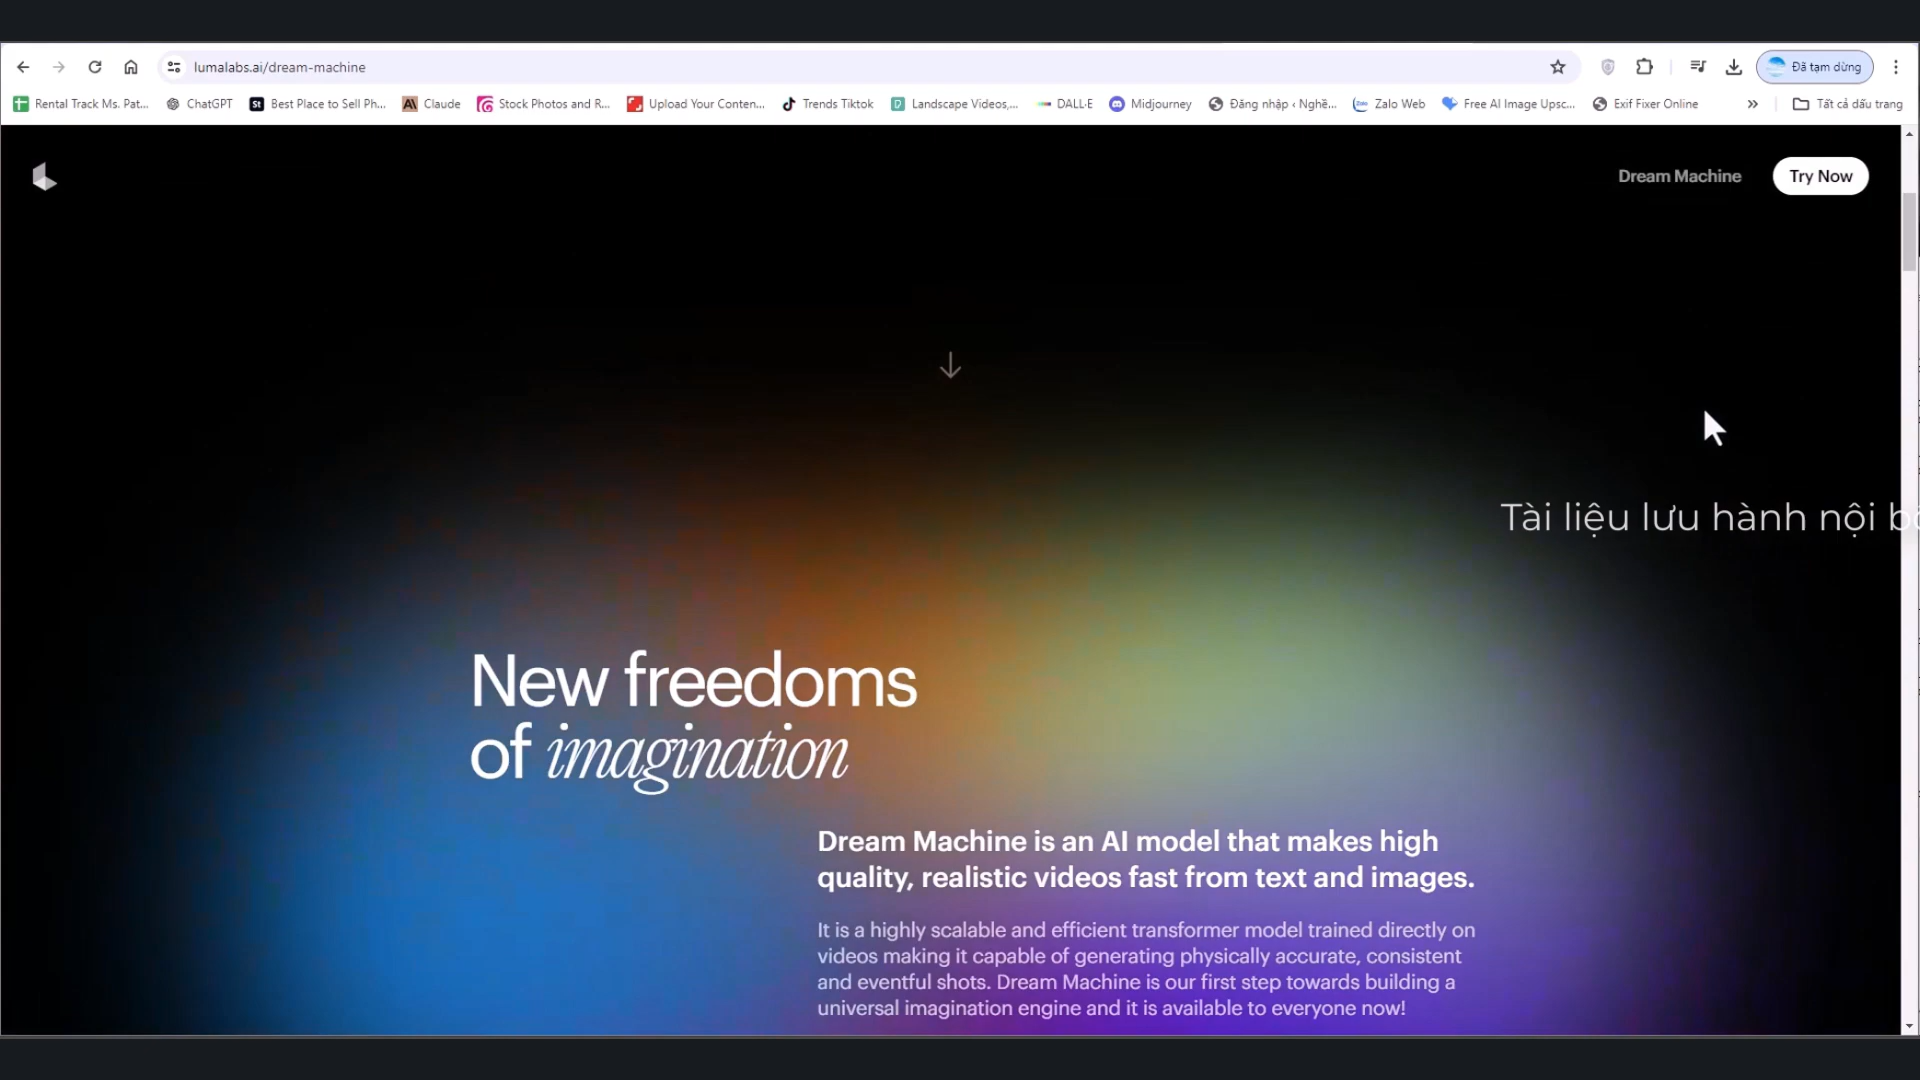 lumalabs.ai/dream-machine
Đã tạm dừng
Rental Track Ms. Pat...
ChatGPT
Best Place to Sell Ph...
Claude
Stock Photos and R...
Upload Your Conten...
Trends Tiktok
Landscape Videos,...
DALL·E
Midjourney
Đăng nhập ‹ Nghề...
Zalo Web
Free AI Image Upsc...
Exif Fixer Online
Tất cả dấu trang
Dream Machine
Try Now
Tài liệu lưu hành nội
New freedoms
of imagination
Dream Machine is an AI model that makes high
quality, realistic videos fast from text and images.
It is a highly scalable and efficient transformer model trained directly on
videos making it capable of generating physically accurate, consistent
and eventful shots. Dream Machine is our first step towards building a
universal imagination engine and it is available to everyone now!